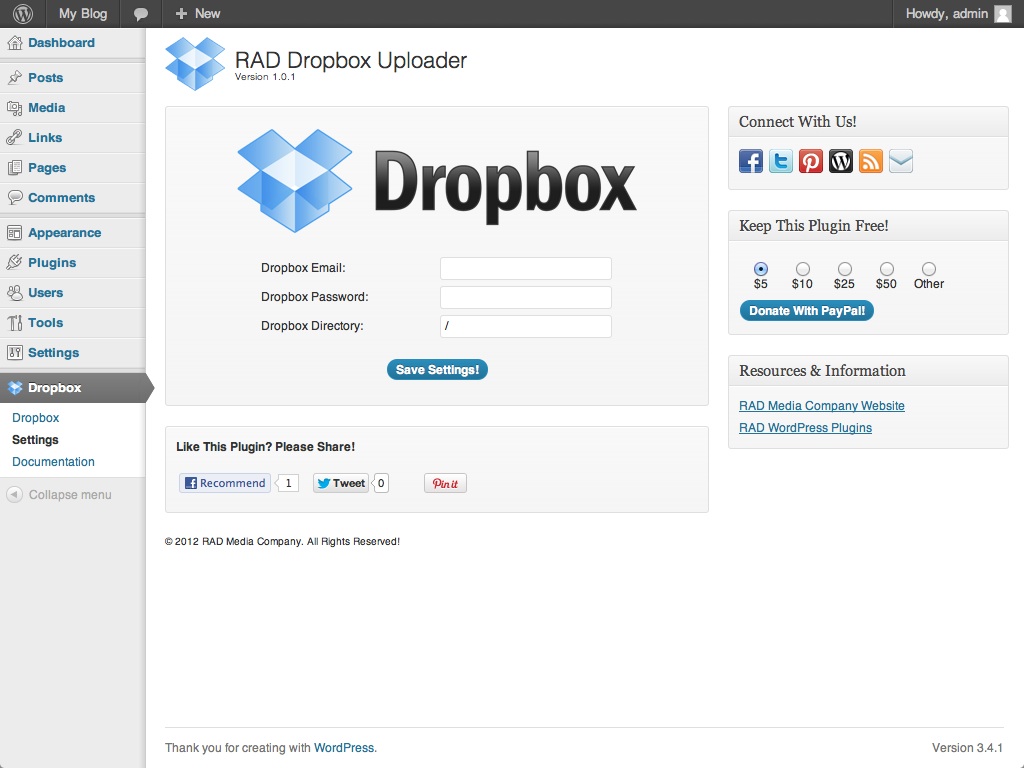 My Blog
New
Howdy, admin
Dashboard
Posts
Media
Links
Pages
Comments
Appearance
Plugins
Users
Tools
Settings
Dropbox
Dropbox
Settings
Documentation
Collapse menu
RAD Dropbox Uploader
Version 1.0.1
Dropbox
Dropbox Email:
Dropbox Password:
Dropbox Directory: /
Save Settings!
Like This Plugin? Please Share!
Recommend 1 Tweet 0 Pin it
© 2012 RAD Media Company. All Rights Reserved!
Connect With Us!
Keep This Plugin Free!
$5 $10 $25 $50 Other
Donate With PayPal!
Resources & Information
RAD Media Company Website
RAD WordPress Plugins
Thank you for creating with WordPress.
Version 3.4.1